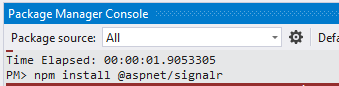 Package Manager Console
Package source: All Defa
Time Elapsed: 00:00:01.9053305
PM> npm install @aspnet/signalr